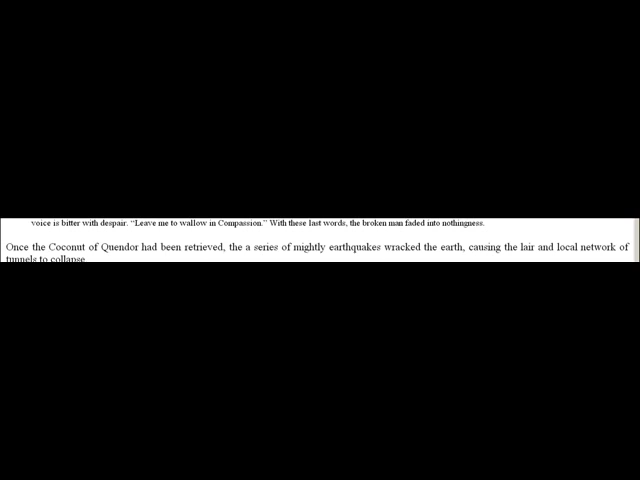 voice is bitter with despair. “Leave me to wallow in Compassion.” With these last words, the broken man faded into nothingness.
Once the Coconut of Quendor had been retrieved, the a series of mightly earthquakes wracked the earth, causing the lair and local network of
tunnels to collapse